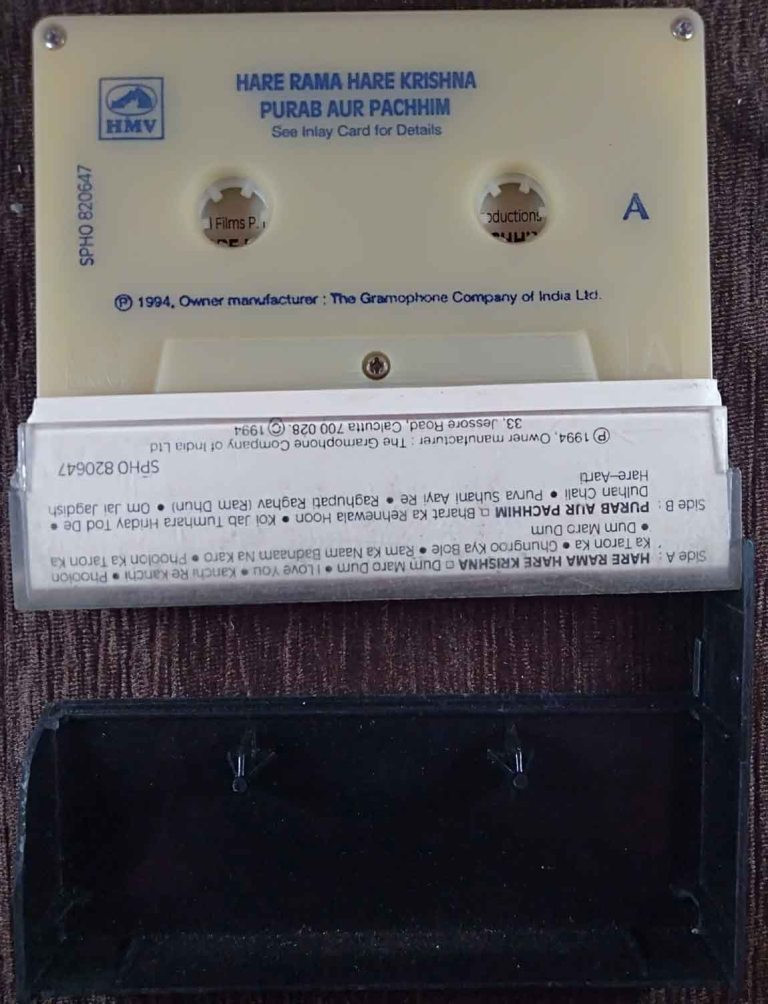 HMV
HARE RAMA HARE KRISHNA
PURAB AUR PACHHIM
See Inlay Card for Details
SPHO 820647
Films P.
A
℗ 1994, Owner manufacturer : The Gramophone Company of India Ltd.
Side A : HARE RAMA HARE KRISHNA □ Dum Maro Dum • I Love You • Kanchi Re Kanchi • Phoolon
Ka Taron Ka • Chungroo Kya Bole • Ram Ka Naam Badnaam Na Karo • Phoolon Ka Taron Ka
• Dum Maro Dum
Side B : PURAB AUR PACHHIM □ Bharat Ka Rehnewala Hoon • Koi Jab Tumhara Hriday Tod De •
Dulhan Chali • Purva Suhani Aayi Re • Raghupati Raghav (Ram Dhun) • Om Jai Jagdish
Hare–Aarti
SPHO 820647
℗ 1994, Owner manufacturer : The Gramophone Company of India Ltd
33, Jessore Road, Calcutta 700 028. © 1994